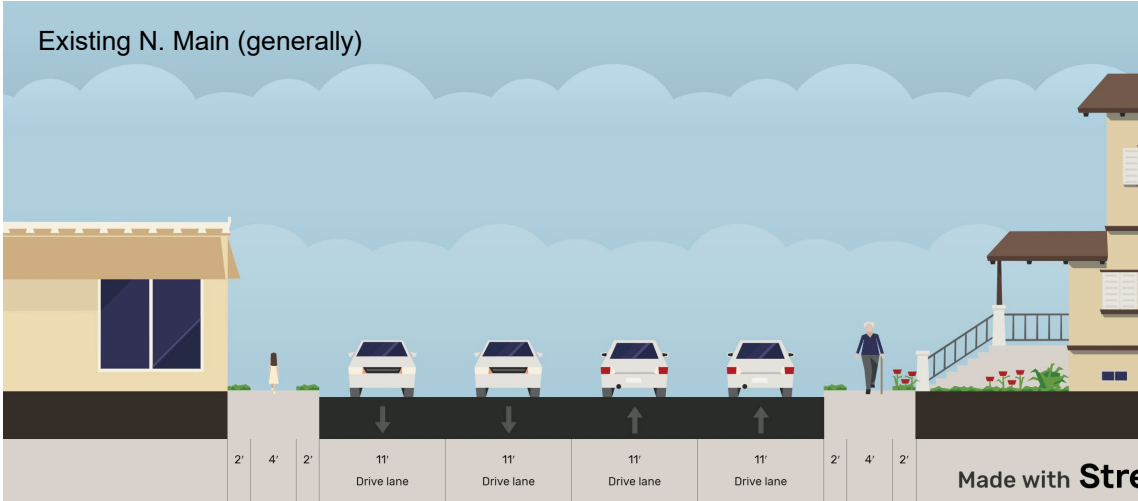 Existing N. Main (generally)
2' 4' 2' 11' 11' 11' 11' 2' 4' 2'
Drive lane Drive lane Drive lane Drive lane
Made with Stre